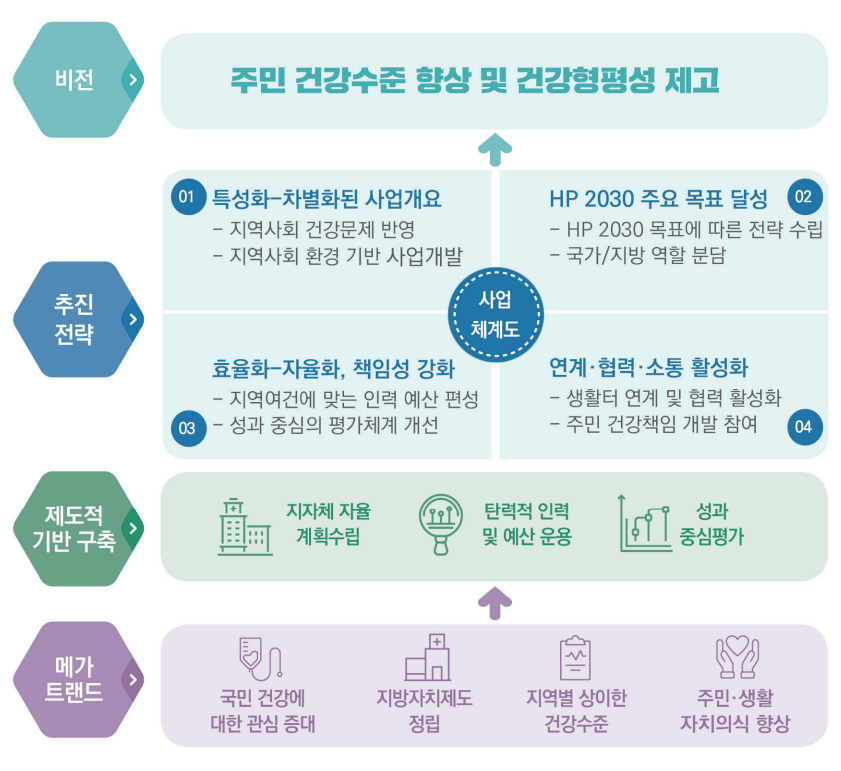 비전
주민 건강수준 향상 및 건강형평성 제고
추진
전략
01
특성화-차별화된 사업개요
- 지역사회 건강문제 반영
- 지역사회 환경 기반 사업개발
HP 2030 주요 목표 달성
02
- HP 2030 목표에 따른 전략 수립
- 국가/지방 역할 분담
사업
체계도
효율화-자율화, 책임성 강화
- 지역여건에 맞는 인력 예산 편성
03
- 성과 중심의 평가체계 개선
연계·협력·소통 활성화
- 생활터 연계 및 협력 활성화
- 주민 건강책임 개발 참여
04
제도적
기반 구축
지자체 자율
계획수립
탄력적 인력
및 예산 운용
성과
중심평가
메가
트랜드
국민 건강에
대한 관심 증대
지방자치제도
정립
지역별 상이한
건강수준
주민·생활
자치의식 향상